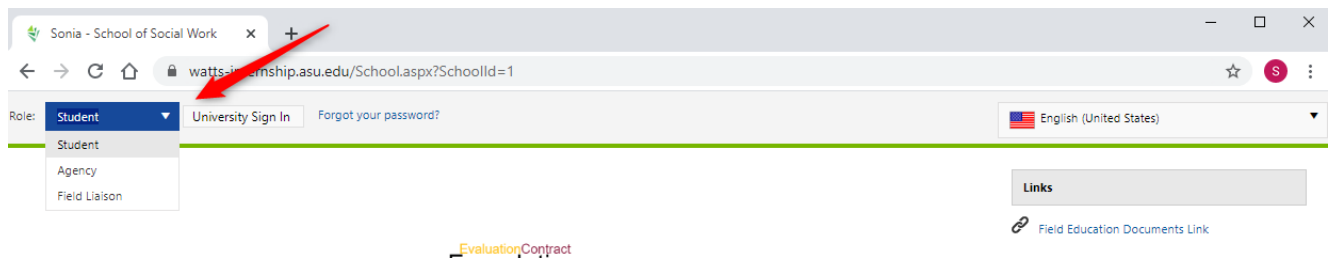 Sonia - School of Social Work
watts-internship.asu.edu/School.aspx?SchoolId=1
S
Role: Student University Sign In Forgot your password? English (United States)
Student
Agency
Field Liaison
Links
Field Education Documents Link
EvaluationContract